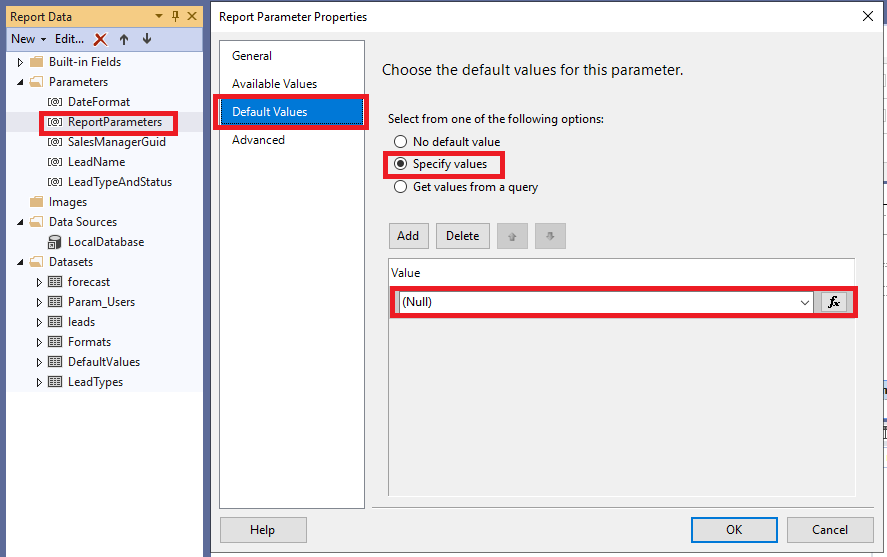 Report Data
New Edit...
Built-in Fields
Parameters
DateFormat
ReportParameters
SalesManagerGuid
LeadName
LeadTypeAndStatus
Images
Data Sources
LocalDatabase
Datasets
forecast
Param_Users
leads
Formats
DefaultValues
LeadTypes
Report Parameter Properties
General
Available Values
Default Values
Advanced
Choose the default values for this parameter.
Select from one of the following options:
No default value
Specify values
Get values from a query
Add Delete
Value
(Null) fx
Help OK Cancel